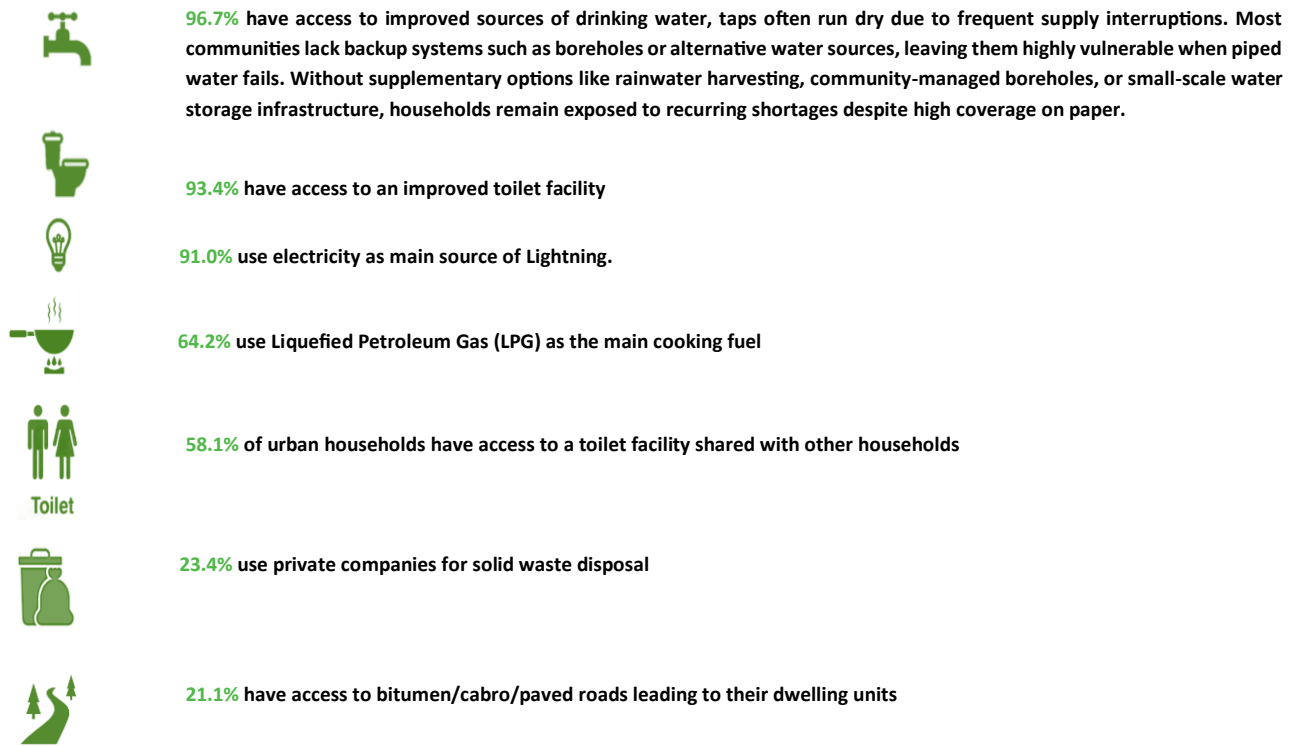 96.7% have access to improved sources of drinking water, taps often run dry due to frequent supply interruptions. Most
communities lack backup systems such as boreholes or alternative water sources, leaving them highly vulnerable when piped
water fails. Without supplementary options like rainwater harvesting, community-managed boreholes, or small-scale water
storage infrastructure, households remain exposed to recurring shortages despite high coverage on paper.
93.4% have access to an improved toilet facility
91.0% use electricity as main source of Lightning.
64.2% use Liquefied Petroleum Gas (LPG) as the main cooking fuel
58.1% of urban households have access to a toilet facility shared with other households
Toilet
23.4% use private companies for solid waste disposal
21.1% have access to bitumen/cabro/paved roads leading to their dwelling units